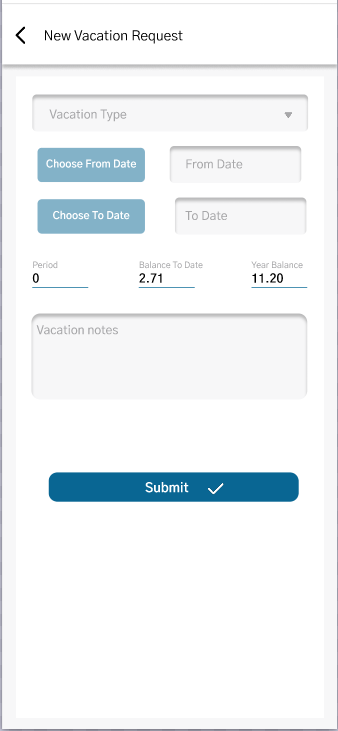 New Vacation Request
Vacation Type
Choose From Date
From Date
Choose To Date
To Date
Period
Balance To Date
Year Balance
0
2.71
11.20
Vacation notes
Submit